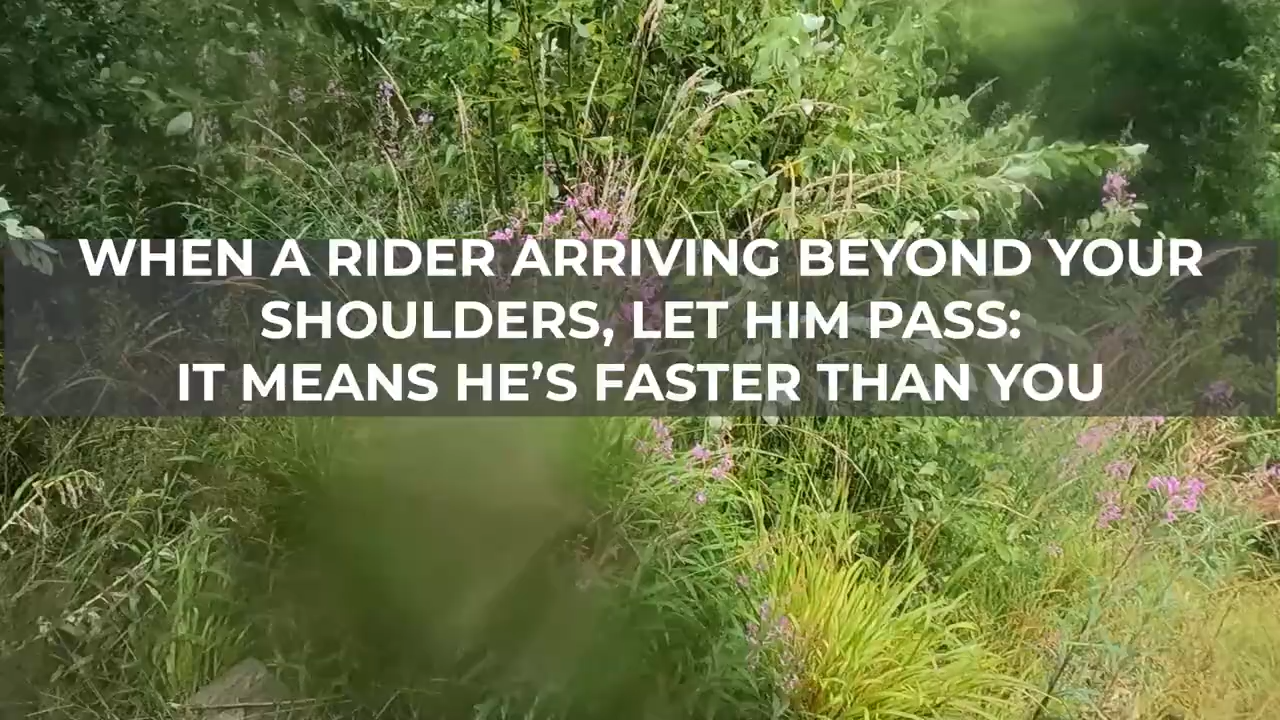 WHEN A RIDER ARRIVING BEYOND YOUR
SHOULDERS, LET HIM PASS:
IT MEANS HE’S FASTER THAN YOU